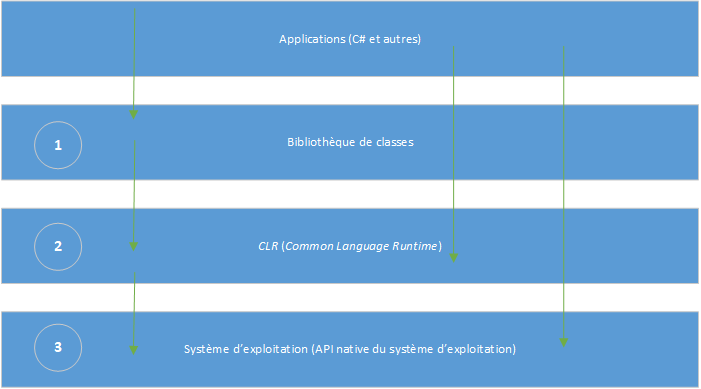 Applications (C# et autres)
1
Bibliothèque de classes
2
CLR (Common Language Runtime)
3
Système d’exploitation (API native du système d’exploitation)